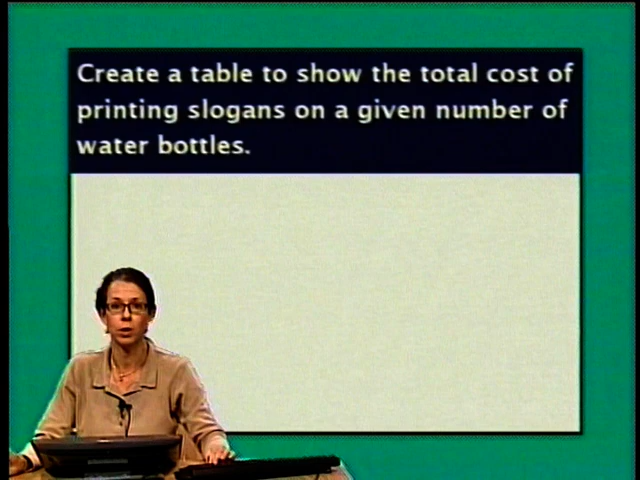 Create a table to show the total cost of
printing slogans on a given number of
water bottles.